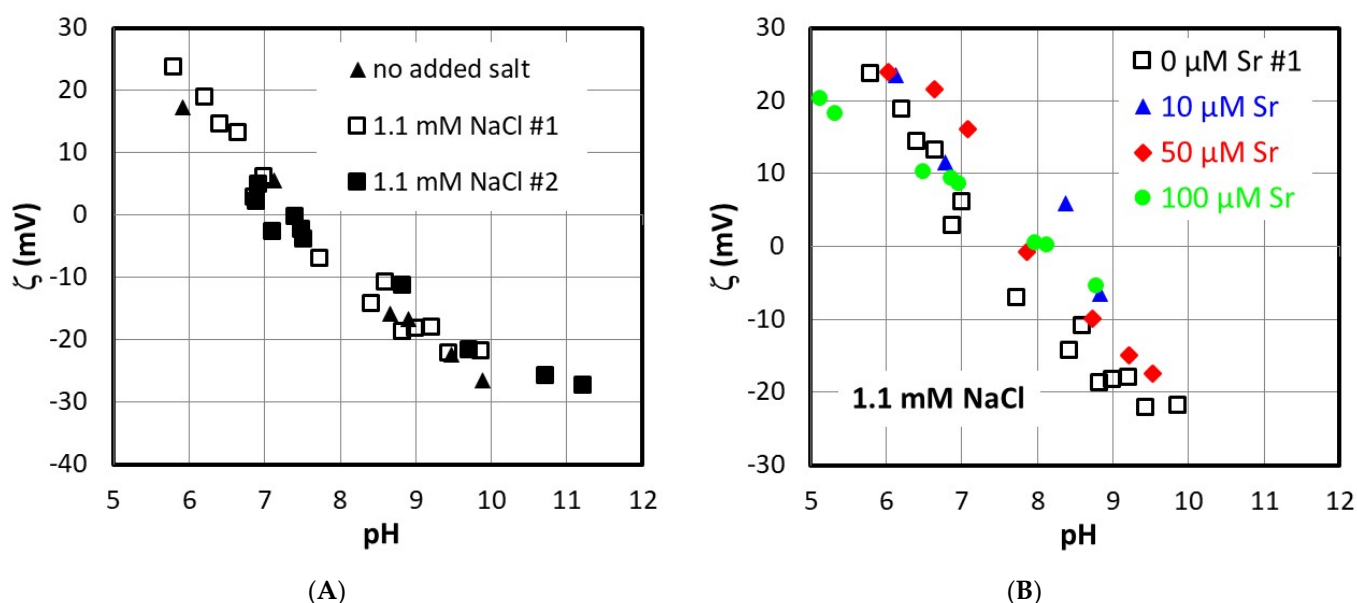 30
20
10
0
-10
-20
-30
-40
ζ (mV)
5 6 7 8 9 10 11 12
pH
no added salt
1.1 mM NaCl #1
1.1 mM NaCl #2
(A)
30
20
10
0
-10
-20
-30
ζ (mV)
5 6 7 8 9 10 11 12
pH
0 µM Sr #1
10 µM Sr
50 µM Sr
100 µM Sr
1.1 mM NaCl
(B)